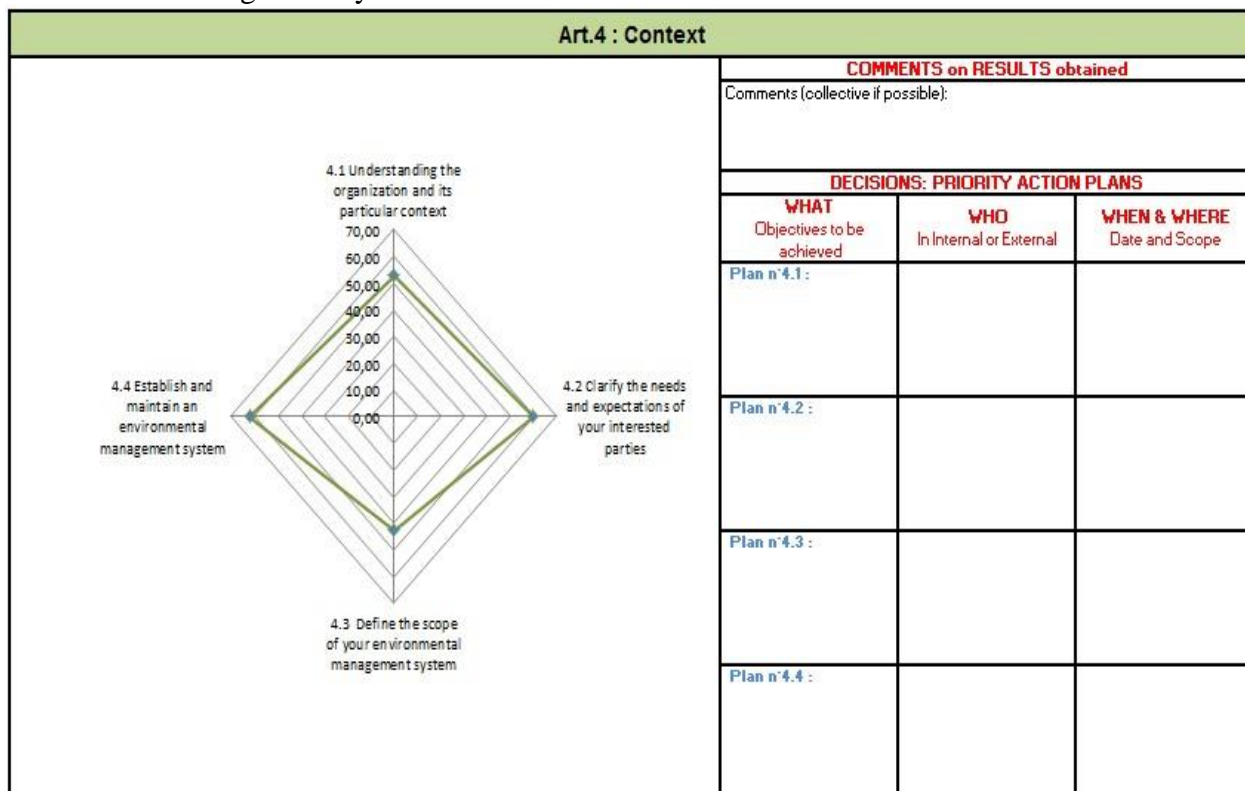 Art.4 : Context
4.1 Understanding the
organization and its
particular context
70,00
60,00
50,00
40,00
30,00
20,00
10,00
0,00
4.2 Clarify the needs
and expectations of
your interested
parties
4.3 Define the scope
of your environmental
management system
4.4 Establish and
maintain an
environmental
management system
COMMENTS on RESULTS obtained
Comments (collective if possible):
DECISIONS: PRIORITY ACTION PLANS
WHAT
Objectives to be
achieved
WHO
In Internal or External
WHEN & WHERE
Date and Scope
Plan n°4.1 :
Plan n°4.2 :
Plan n°4.3 :
Plan n°4.4 :